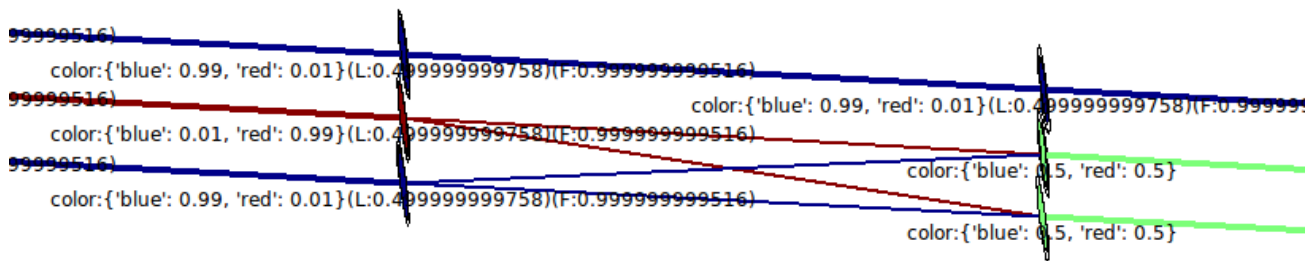 99999516)
color:{'blue': 0.99, 'red': 0.01}(L:0.499999999758)(F:0.999999999516)
color:{'blue': 0.99, 'red': 0.01}(L:0.499999999758)(F:0.9999999995
99999516)
color:{'blue': 0.01, 'red': 0.99}(L:0.499999999758)(F:0.999999999516)
99999516)
color:{'blue': 0.5, 'red': 0.5}
color:{'blue': 0.99, 'red': 0.01}(L:0.499999999758)(F:0.999999999516)
color:{'blue': 0.5, 'red': 0.5}